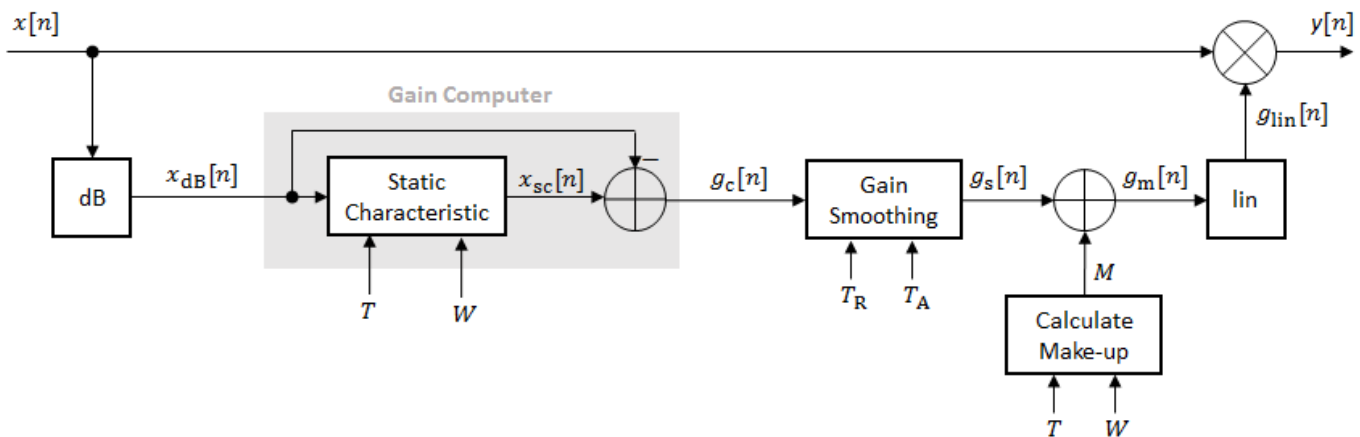 x[n]
y[n]
Gain Computer
g_lin[n]
dB
x_dB[n]
Static
Characteristic
x_sc[n]
−
g_c[n]
Gain
Smoothing
g_s[n]
g_m[n]
lin
T
W
T_R
T_A
M
Calculate
Make-up
T
W